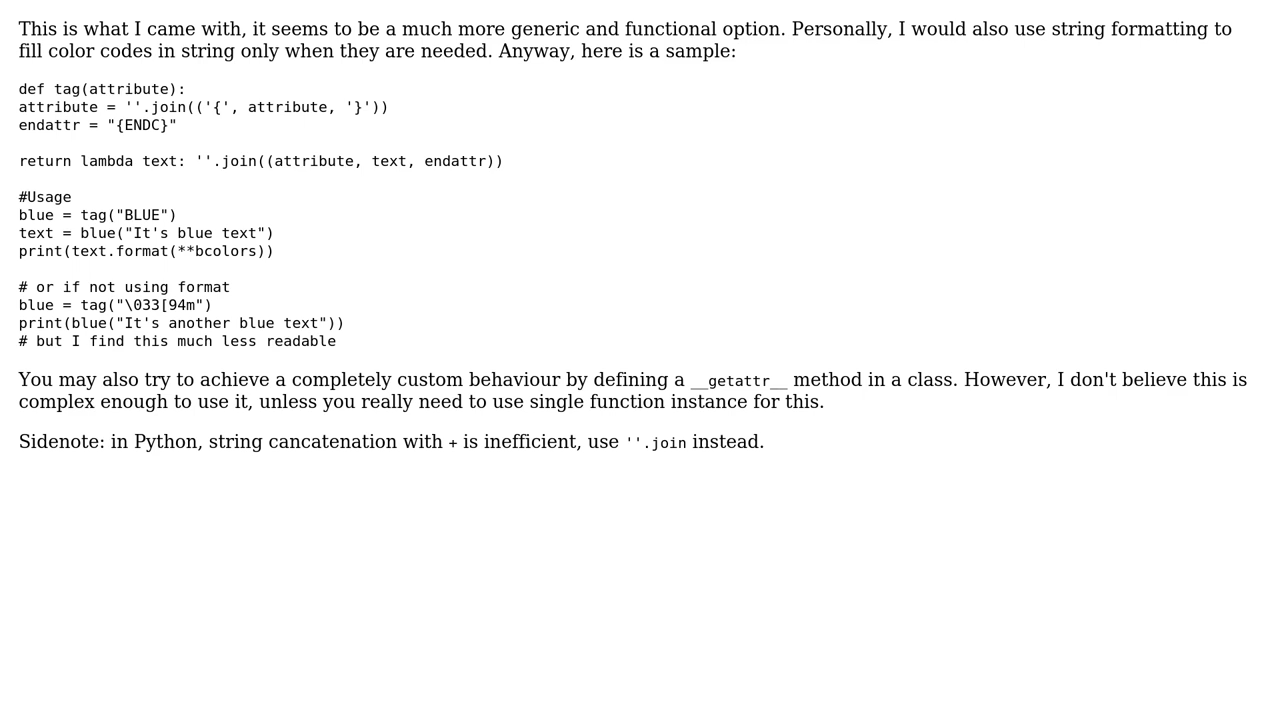 This is what I came with, it seems to be a much more generic and functional option. Personally, I would also use string formatting to
fill color codes in string only when they are needed. Anyway, here is a sample:
def tag(attribute):
attribute = ''.join(('{', attribute, '}'))
endattr = "{ENDC}"
return lambda text: ''.join((attribute, text, endattr))
#Usage
blue = tag("BLUE")
text = blue("It's blue text")
print(text.format(**bcolors))
# or if not using format
blue = tag("\033[94m")
print(blue("It's another blue text"))
# but I find this much less readable
You may also try to achieve a completely custom behaviour by defining a __getattr__ method in a class. However, I don't believe this is
complex enough to use it, unless you really need to use single function instance for this.
Sidenote: in Python, string cancatenation with + is inefficient, use ''.join instead.